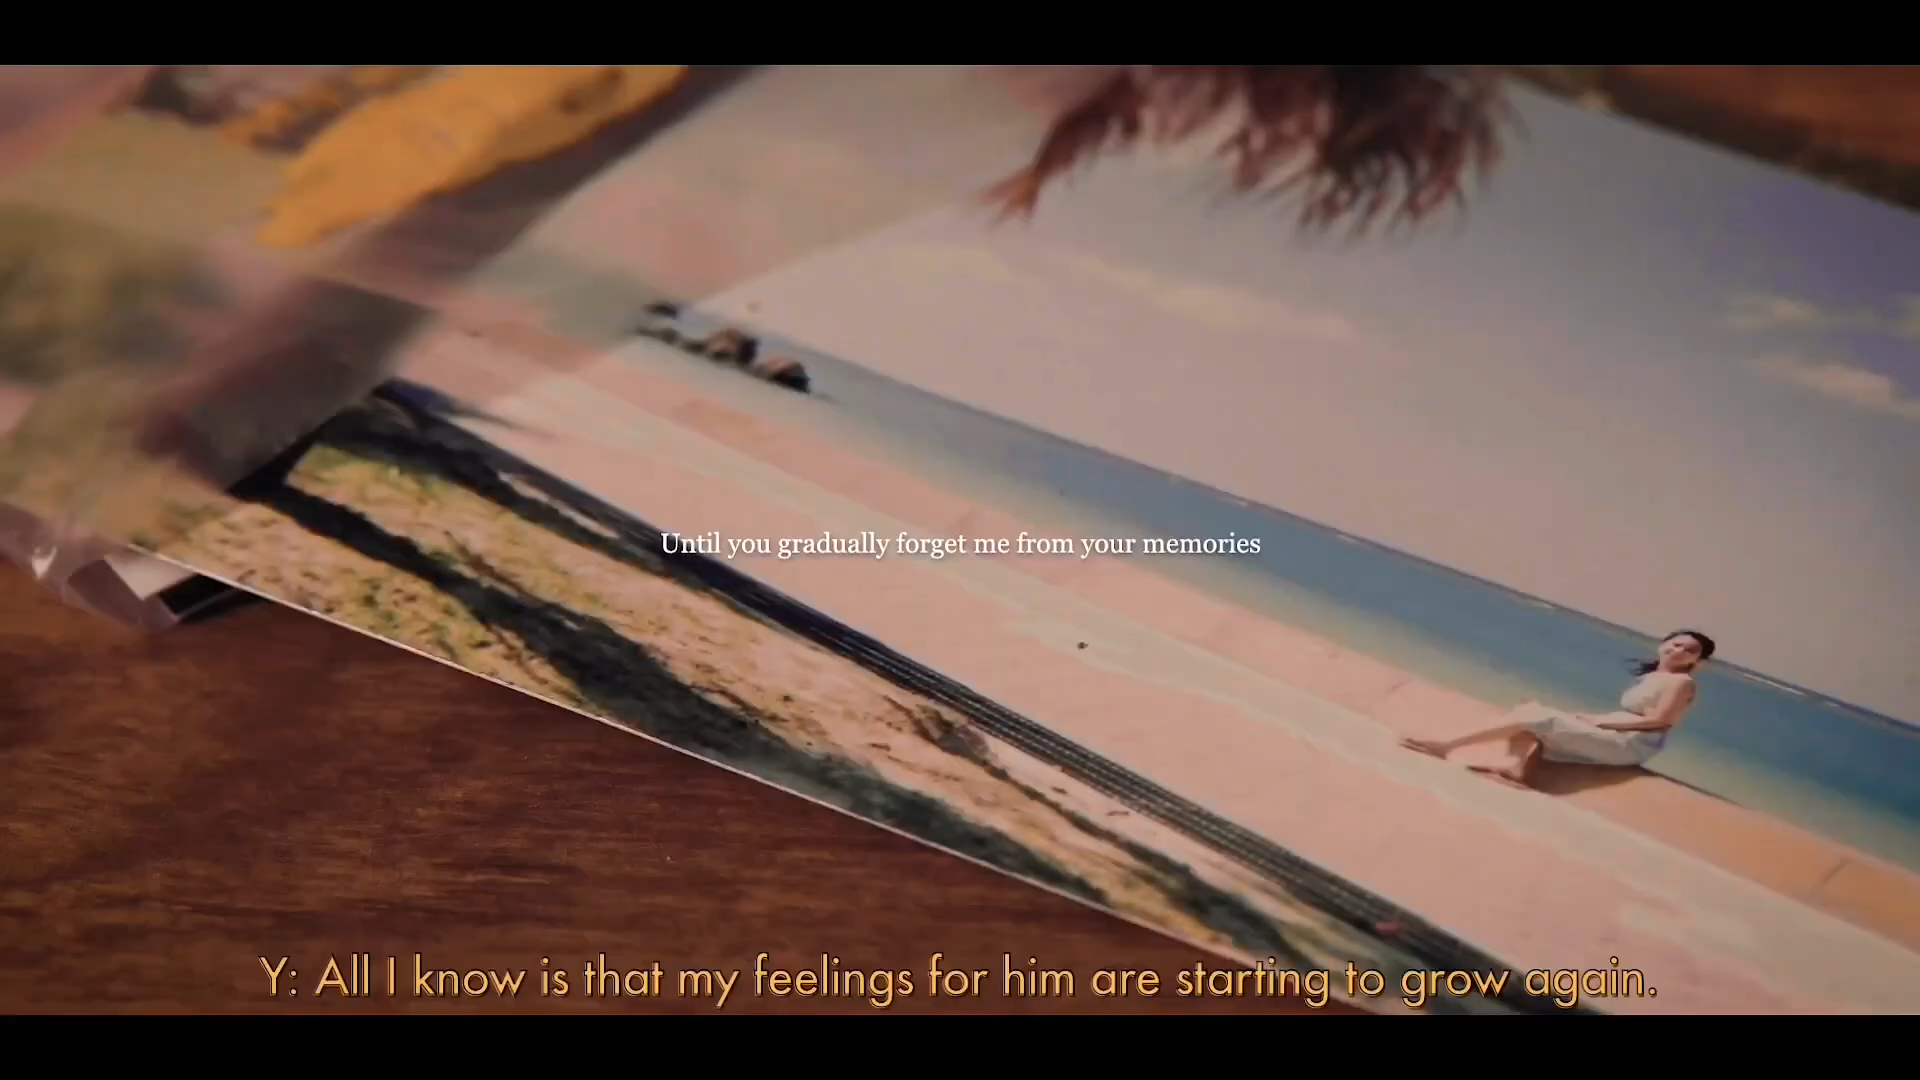 Until you gradually forget me from your memories
Y: All I know is that my feelings for him are starting to grow again.